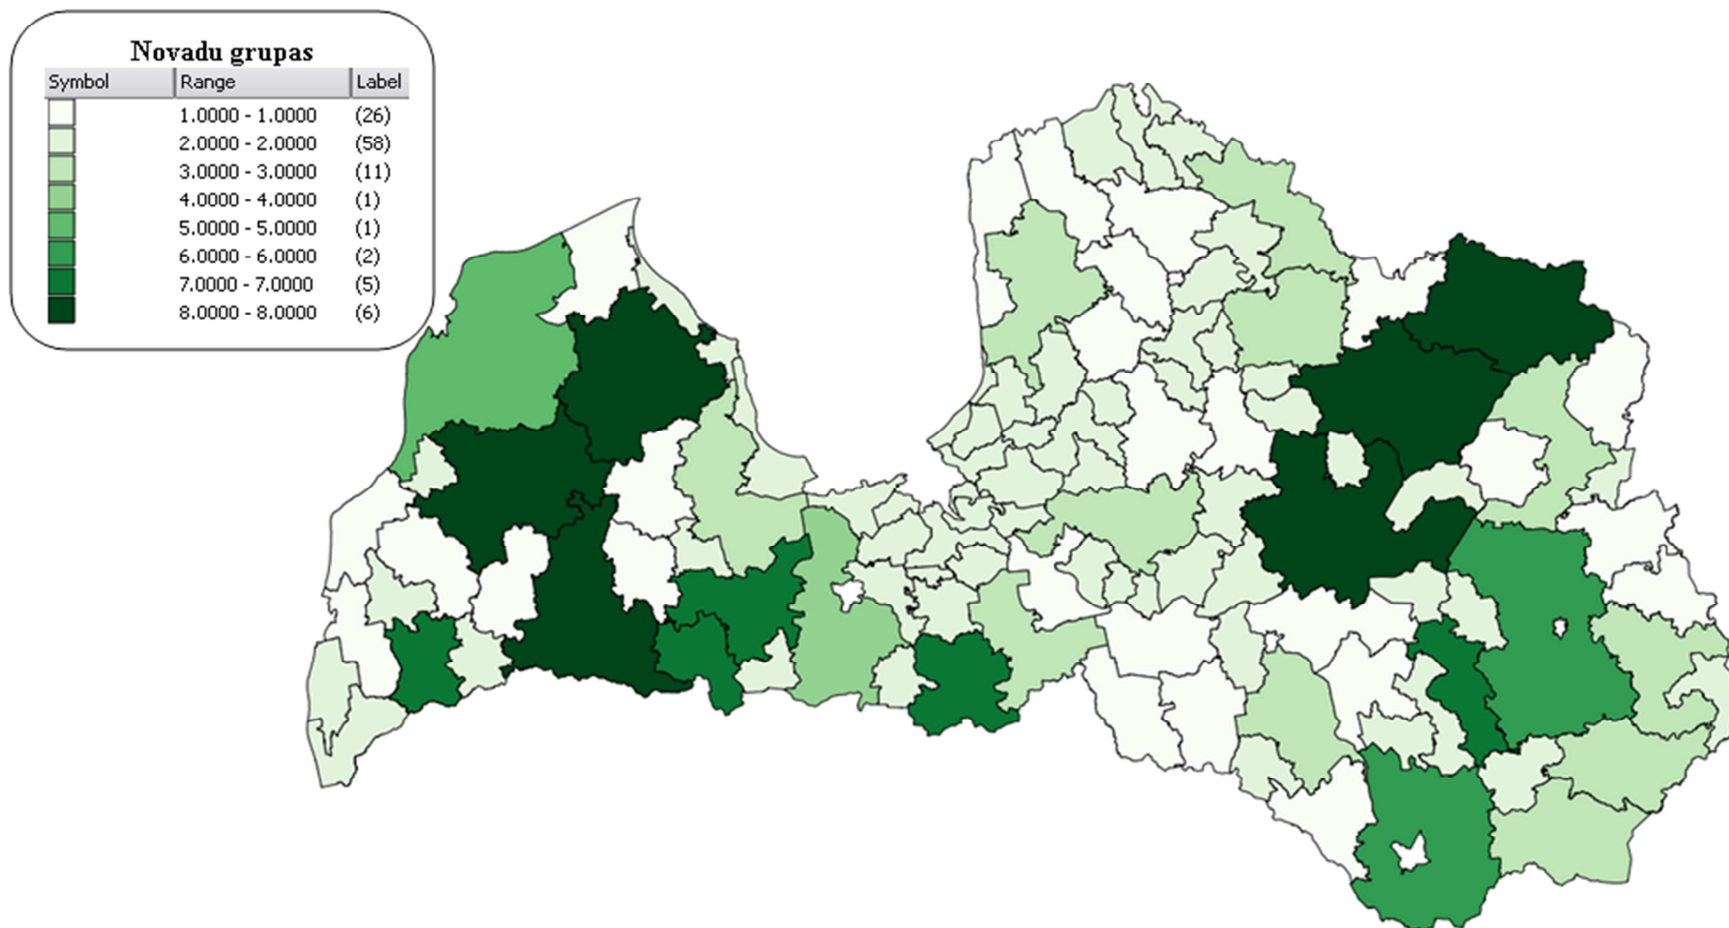 Novadu grupas
Symbol Range Label
1.0000 - 1.0000 (26)
2.0000 - 2.0000 (58)
3.0000 - 3.0000 (11)
4.0000 - 4.0000 (1)
5.0000 - 5.0000 (1)
6.0000 - 6.0000 (2)
7.0000 - 7.0000 (5)
8.0000 - 8.0000 (6)